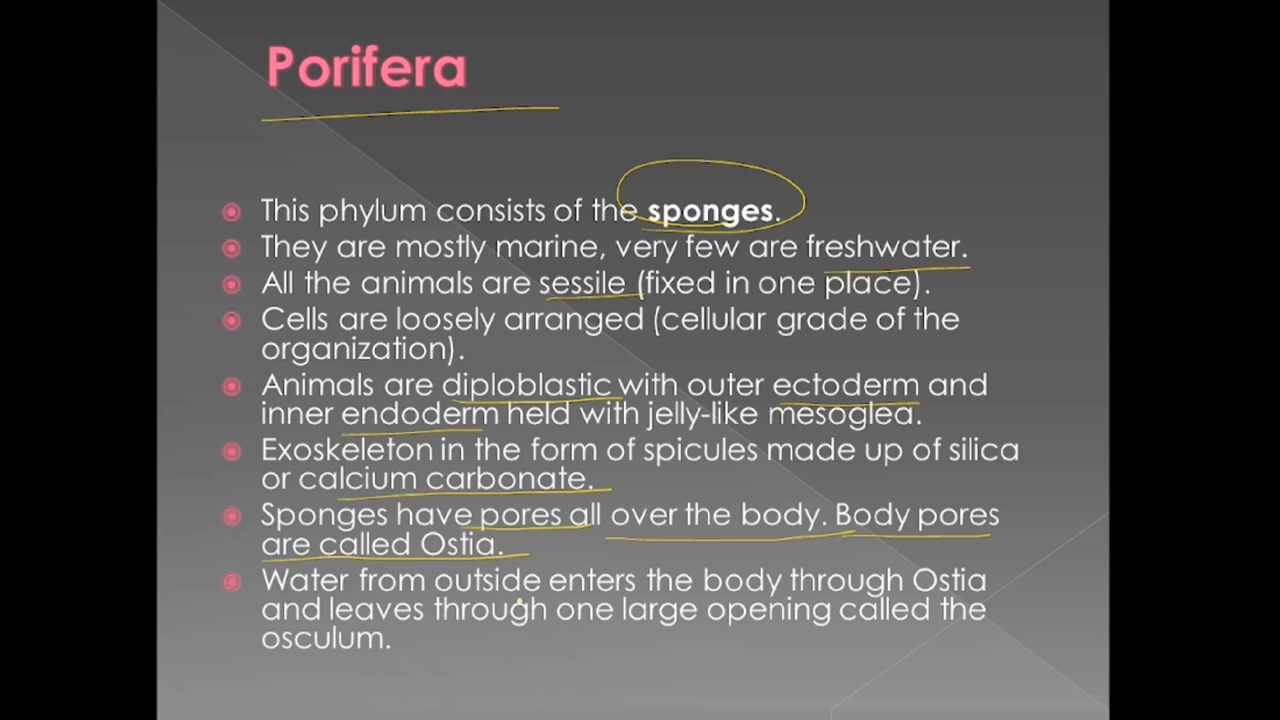 Porifera
This phylum consists of the sponges.
They are mostly marine, very few are freshwater.
All the animals are sessile (fixed in one place).
Cells are loosely arranged (cellular grade of the
organization).
Animals are diploblastic with outer ectoderm and
inner endoderm held with jelly-like mesoglea.
Exoskeleton in the form of spicules made up of silica
or calcium carbonate.
Sponges have pores all over the body. Body pores
are called Ostia.
Water from outside enters the body through Ostia
and leaves through one large opening called the
osculum.